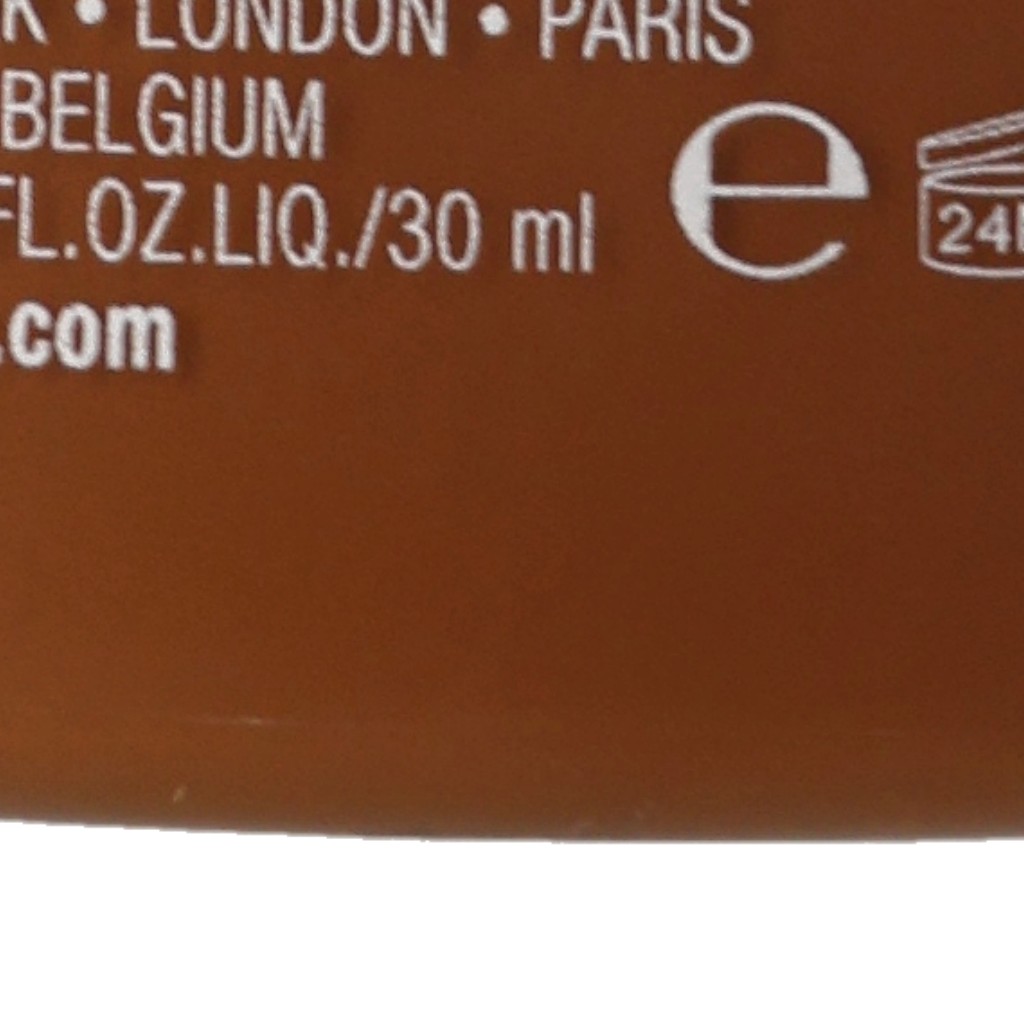 • LONDON • PARIS
BELGIUM
FL.OZ.LIQ./30 ml e
.com